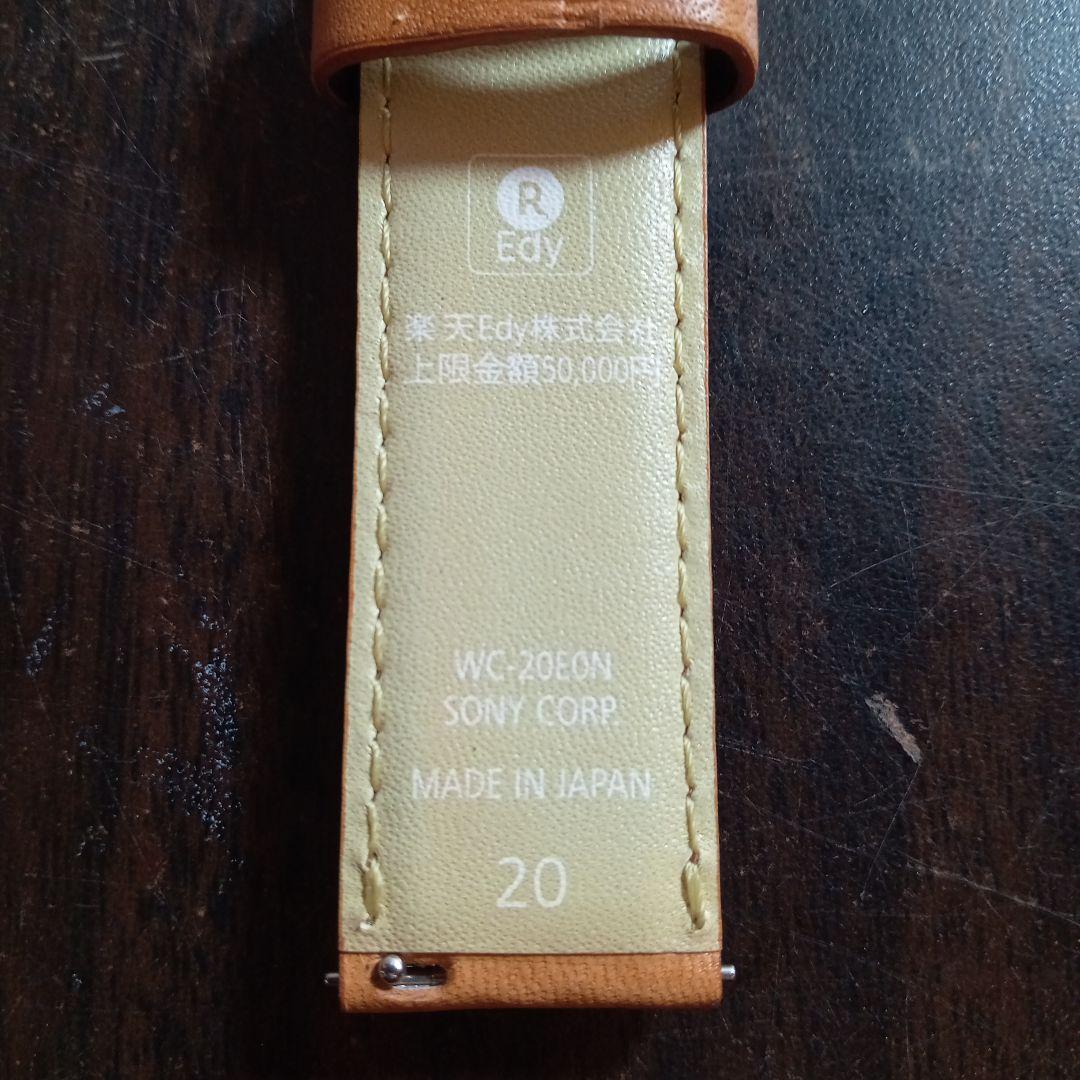 R
Edy
楽天Edy株式会社
上限金額50,000円
WC-20E0N
SONY CORP.
MADE IN JAPAN
20